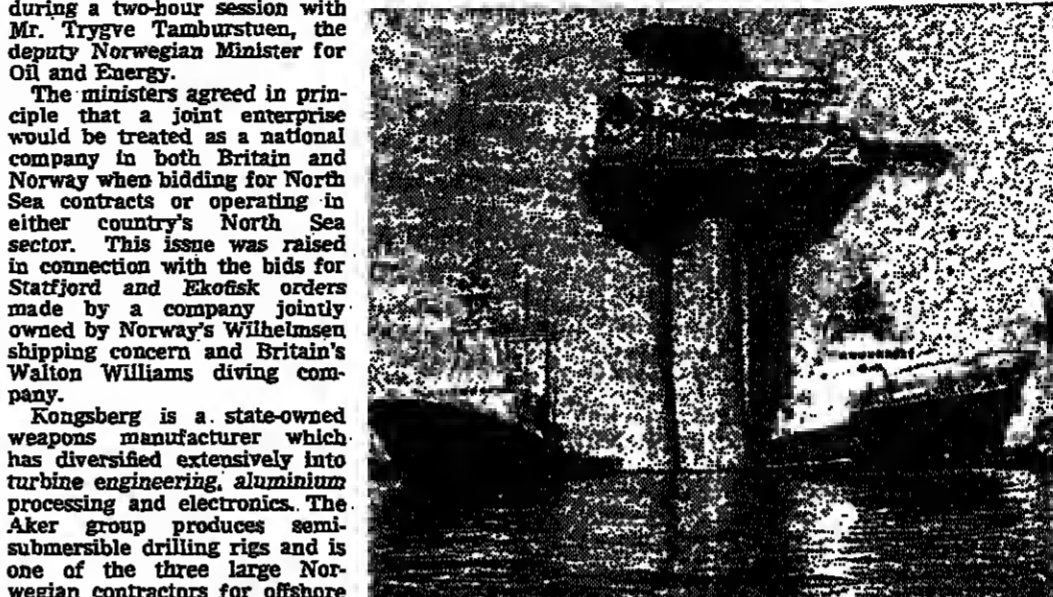 during a two-hour session with
Mr. Trygve Tamburstuen, the
deputy Norwegian Minister for
Oil and Energy.
The ministers agreed in prin-
ciple that a joint enterprise
would be treated as a national
company in both Britain and
Norway when bidding for North
Sea contracts or operating in
either country's North Sea
sector. This issue was raised
in connection with the bids for
Statfjord and Ekofisk orders
made by a company jointly
owned by Norway's Wilhelmsen
shipping concern and Britain's
Walton Williams diving com-
pany.
Kongsberg is a state-owned
weapons manufacturer which
has diversified extensively into
turbine engineering, aluminium
processing and electronics. The
Aker group produces semi-
submersible drilling rigs and is
one of the three large Nor-
wegian contractors for offshore